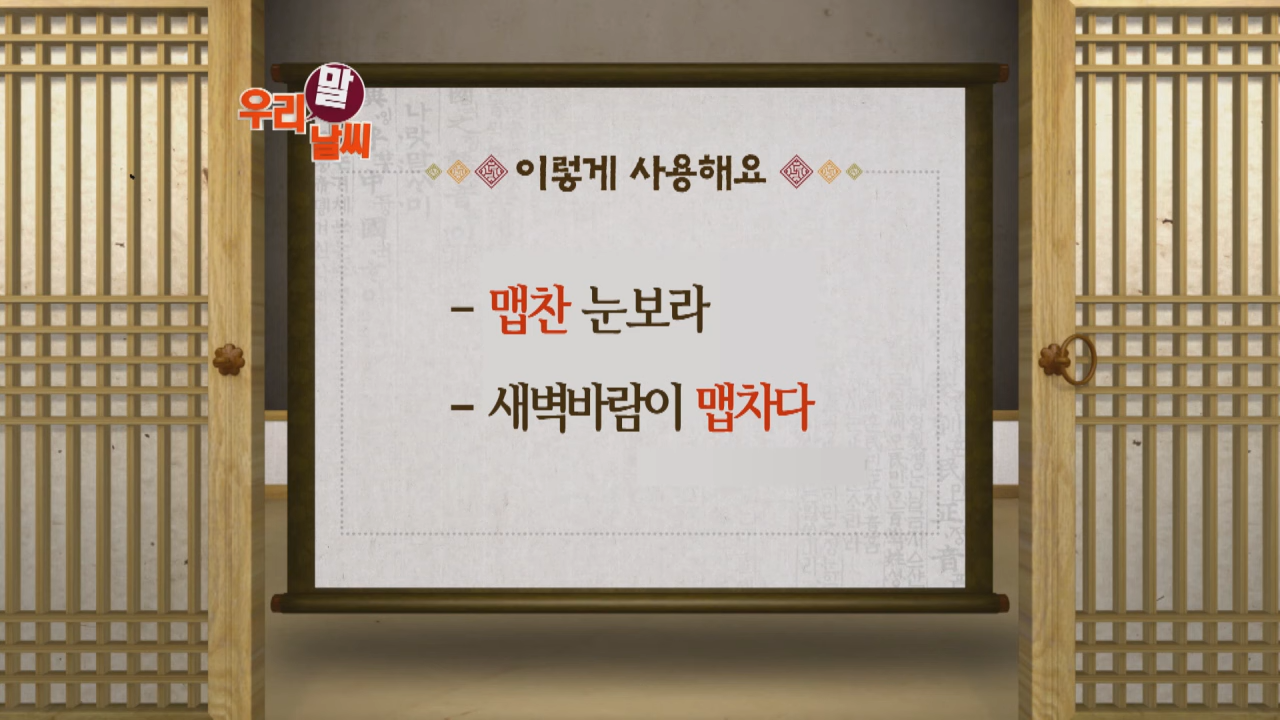 우리말
날씨
이렇게 사용해요
- 맵찬 눈보라
- 새벽바람이 맵차다